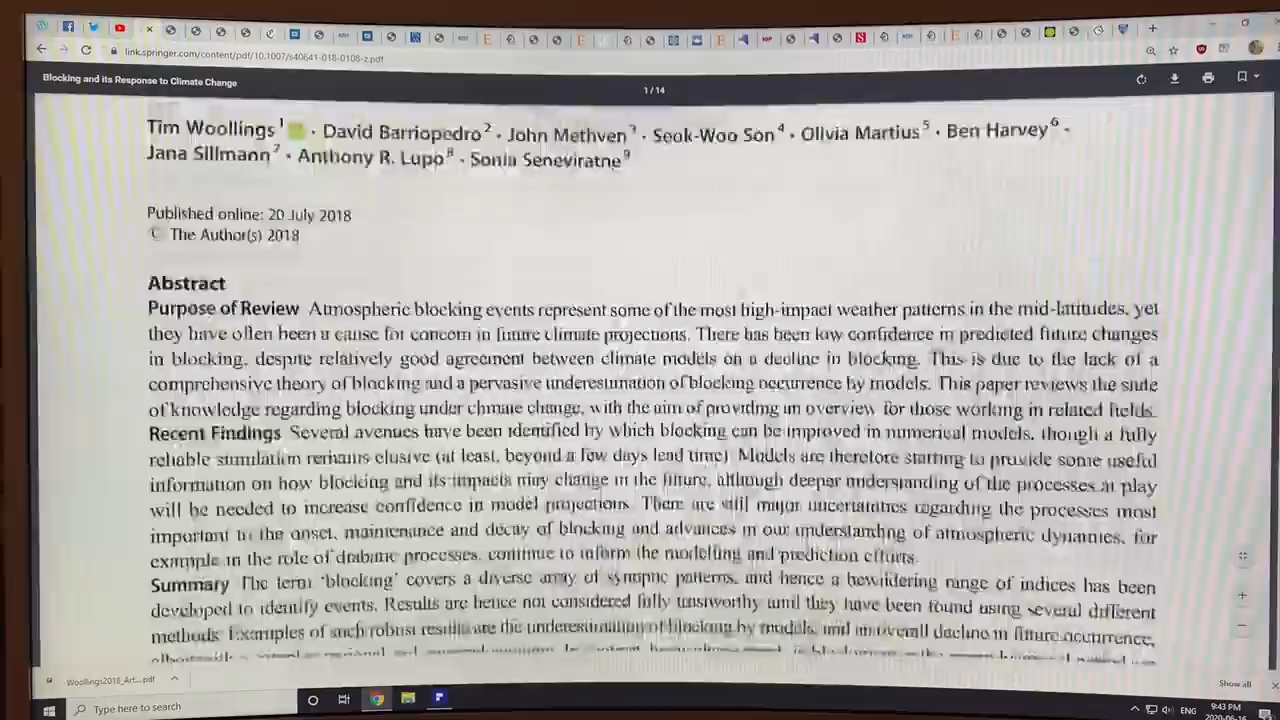 link.springer.com/content/pdf/10.1007/s40641-018-0108-z.pdf
Blocking and its Response to Climate Change
1 / 14
Tim Woollings 1 · David Barriopedro 2 · John Methven 3 · Seok-Woo Son 4 · Olivia Martius 5 · Ben Harvey 6 ·
Jana Sillmann 7 · Anthony R. Lupo 8 · Sonia Seneviratne 9
Published online: 20 July 2018
© The Author(s) 2018
Abstract
Purpose of Review Atmospheric blocking events represent some of the most high-impact weather patterns in the mid-latitudes, yet
they have often been a cause for concern in future climate projections. There has been low confidence in predicted future changes
in blocking, despite relatively good agreement between climate models on a decline in blocking. This is due to the lack of a
comprehensive theory of blocking and a pervasive underestimation of blocking occurrence by models. This paper reviews the state
of knowledge regarding blocking under climate change, with the aim of providing an overview for those working in related fields.
Recent Findings Several avenues have been identified by which blocking can be improved in numerical models, though a fully
reliable simulation remains elusive (at least, beyond a few days lead time). Models are therefore starting to provide some useful
information on how blocking and its impacts may change in the future, although deeper understanding of the processes at play
will be needed to increase confidence in model projections. There are still major uncertainties regarding the processes most
important to the onset, maintenance and decay of blocking and advances in our understanding of atmospheric dynamics, for
example in the role of diabatic processes, continue to inform the modelling and prediction efforts.
Summary The term 'blocking' covers a diverse array of synoptic patterns, and hence a bewildering range of indices has been
developed to identify events. Results are hence not considered fully trustworthy until they have been found using several different
methods. Examples of such robust results are the underestimation of blocking by models, and an overall decline in future occurrence,
Woollings2018_Art....pdf
Show all
Type here to search
ENG
9:43 PM
2020-06-16